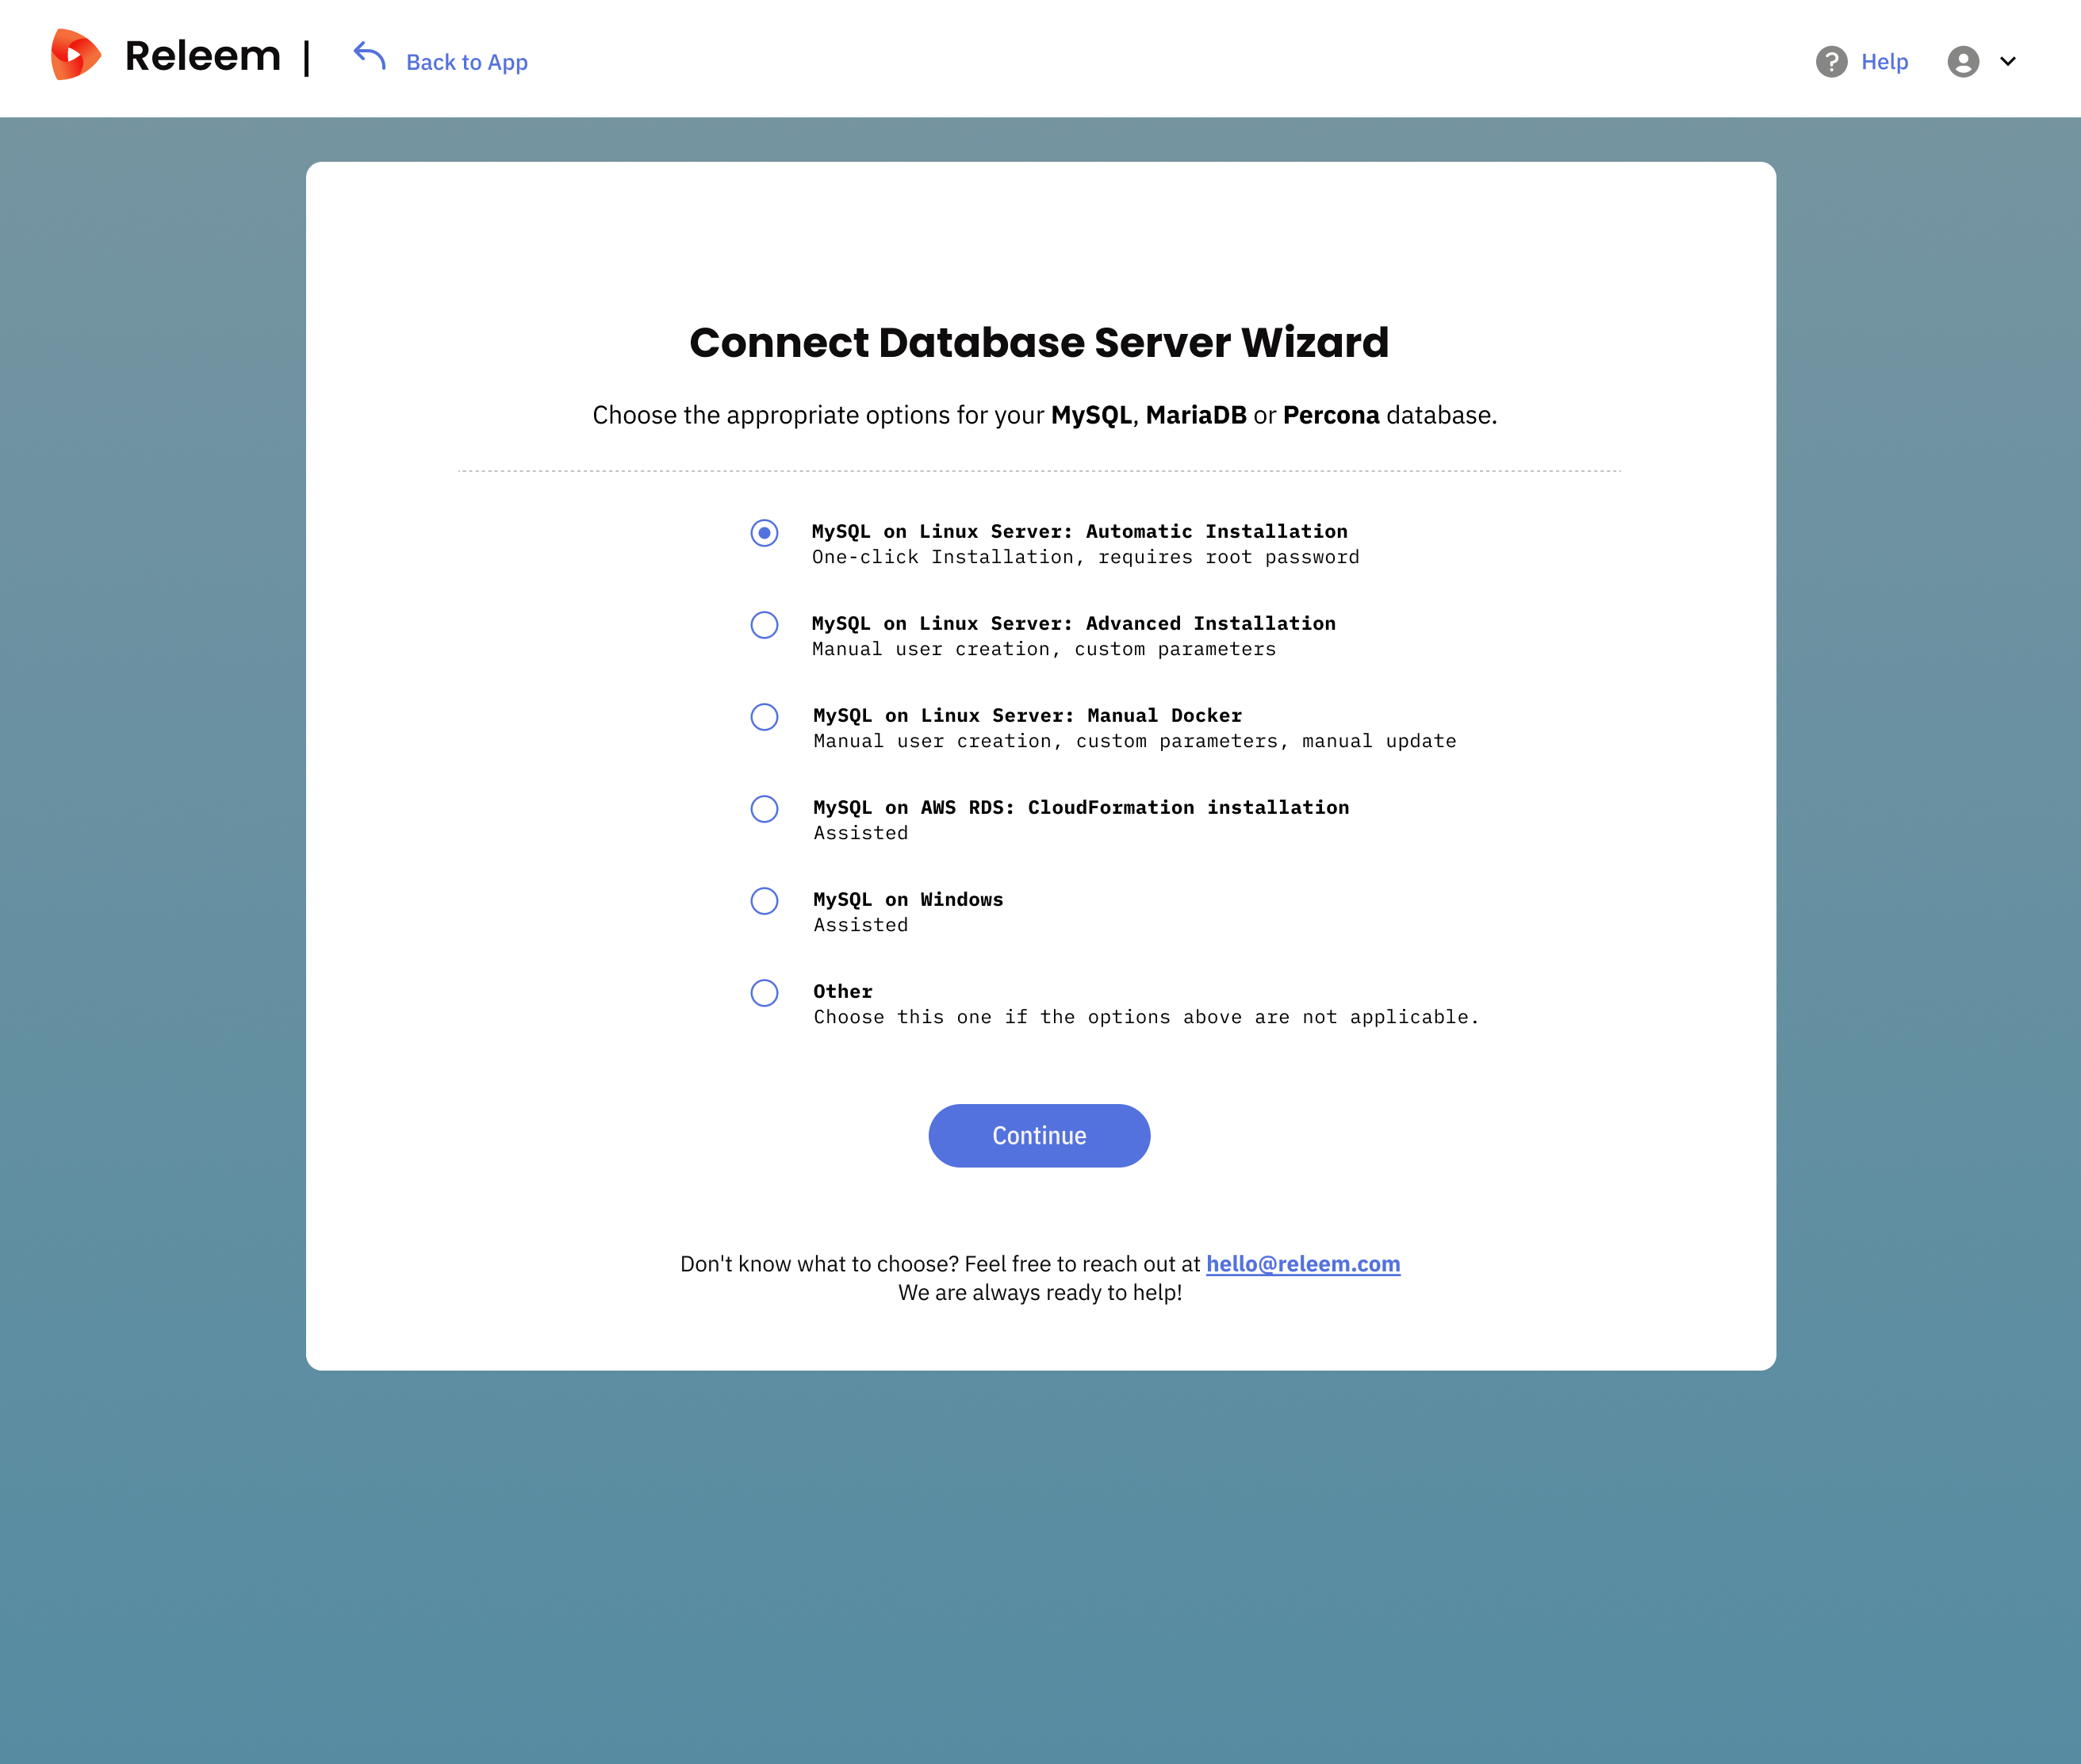 Releem | Back to App
Help
Connect Database Server Wizard
Choose the appropriate options for your MySQL, MariaDB or Percona database.
MySQL on Linux Server: Automatic Installation
One-click Installation, requires root password
MySQL on Linux Server: Advanced Installation
Manual user creation, custom parameters
MySQL on Linux Server: Manual Docker
Manual user creation, custom parameters, manual update
MySQL on AWS RDS: CloudFormation installation
Assisted
MySQL on Windows
Assisted
Other
Choose this one if the options above are not applicable.
Continue
Don't know what to choose? Feel free to reach out at hello@releem.com
We are always ready to help!